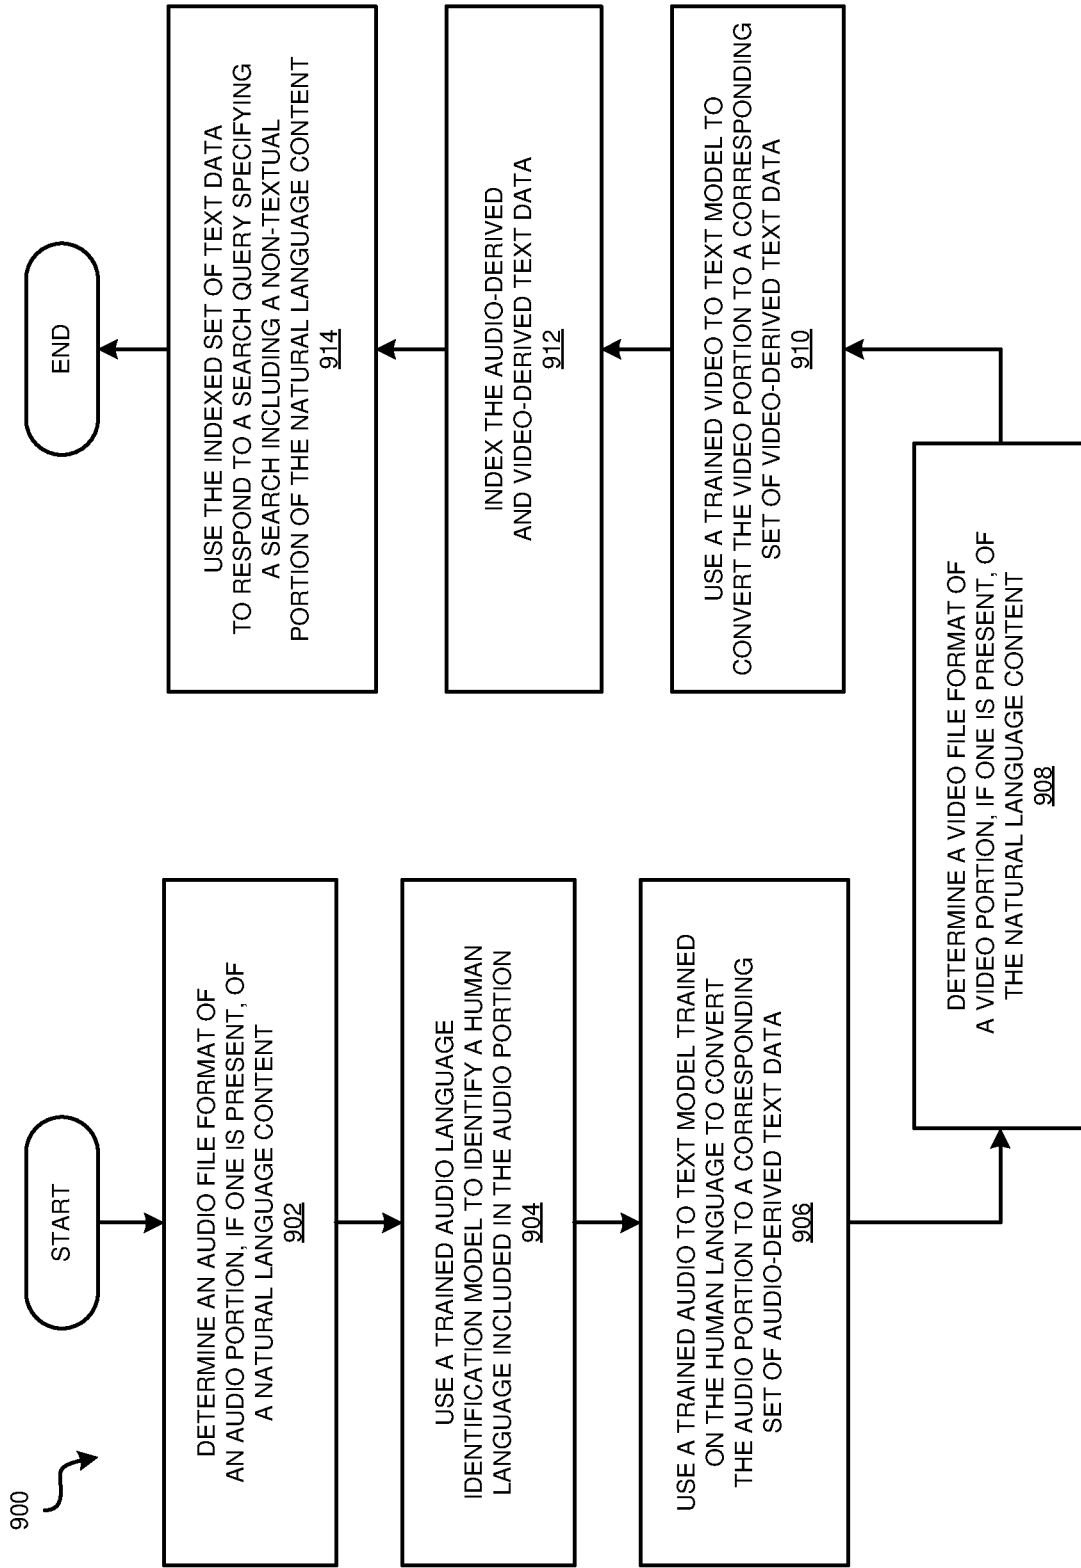 900
START
DETERMINE AN AUDIO FILE FORMAT OF
AN AUDIO PORTION, IF ONE IS PRESENT, OF
A NATURAL LANGUAGE CONTENT
902
USE A TRAINED AUDIO LANGUAGE
IDENTIFICATION MODEL TO IDENTIFY A HUMAN
LANGUAGE INCLUDED IN THE AUDIO PORTION
904
USE A TRAINED AUDIO TO TEXT MODEL TRAINED
ON THE HUMAN LANGUAGE TO CONVERT
THE AUDIO PORTION TO A CORRESPONDING
SET OF AUDIO-DERIVED TEXT DATA
906
DETERMINE A VIDEO FILE FORMAT OF
A VIDEO PORTION, IF ONE IS PRESENT, OF
THE NATURAL LANGUAGE CONTENT
908
USE A TRAINED VIDEO TO TEXT MODEL TO
CONVERT THE VIDEO PORTION TO A CORRESPONDING
SET OF VIDEO-DERIVED TEXT DATA
910
INDEX THE AUDIO-DERIVED
AND VIDEO-DERIVED TEXT DATA
912
USE THE INDEXED SET OF TEXT DATA
TO RESPOND TO A SEARCH QUERY SPECIFYING
A SEARCH INCLUDING A NON-TEXTUAL
PORTION OF THE NATURAL LANGUAGE CONTENT
914
END